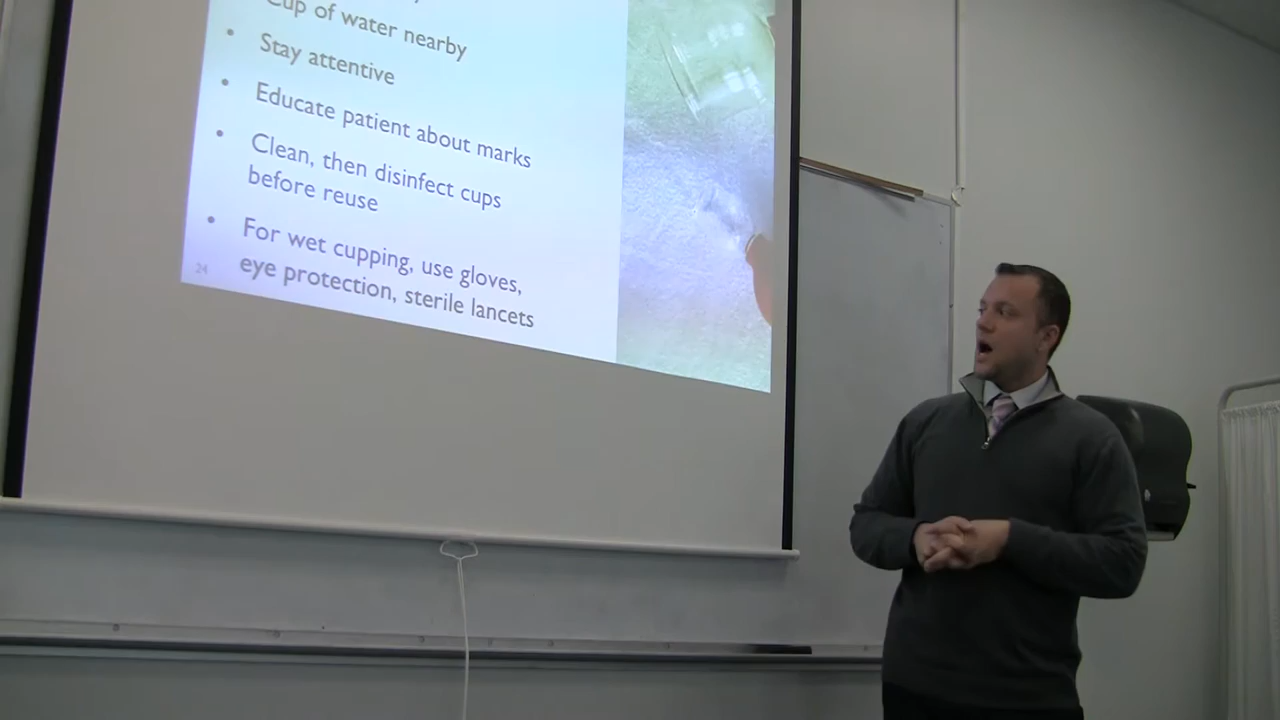 Cup of water nearby
• Stay attentive
• Educate patient about marks
• Clean, then disinfect cups
before reuse
• For wet cupping, use gloves,
eye protection, sterile lancets
24